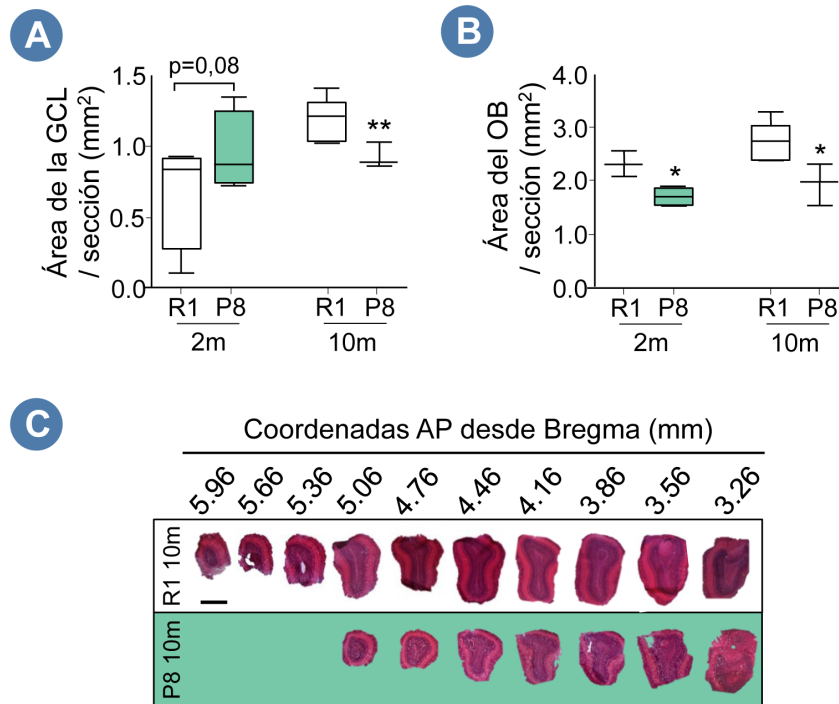 A
Área de la GCL
/ sección (mm²)
1.5
1.0
0.5
0.0
p=0,08
**
R1 P8 R1 P8
2m 10m
B
Área del OB
/ sección (mm²)
4.0
3.0
2.0
1.0
0.0
*
*
R1 P8 R1 P8
2m 10m
C
Coordenadas AP desde Bregma (mm)
5.96 5.66 5.36 5.06 4.76 4.46 4.16 3.86 3.56 3.26
R1 10m
P8 10m